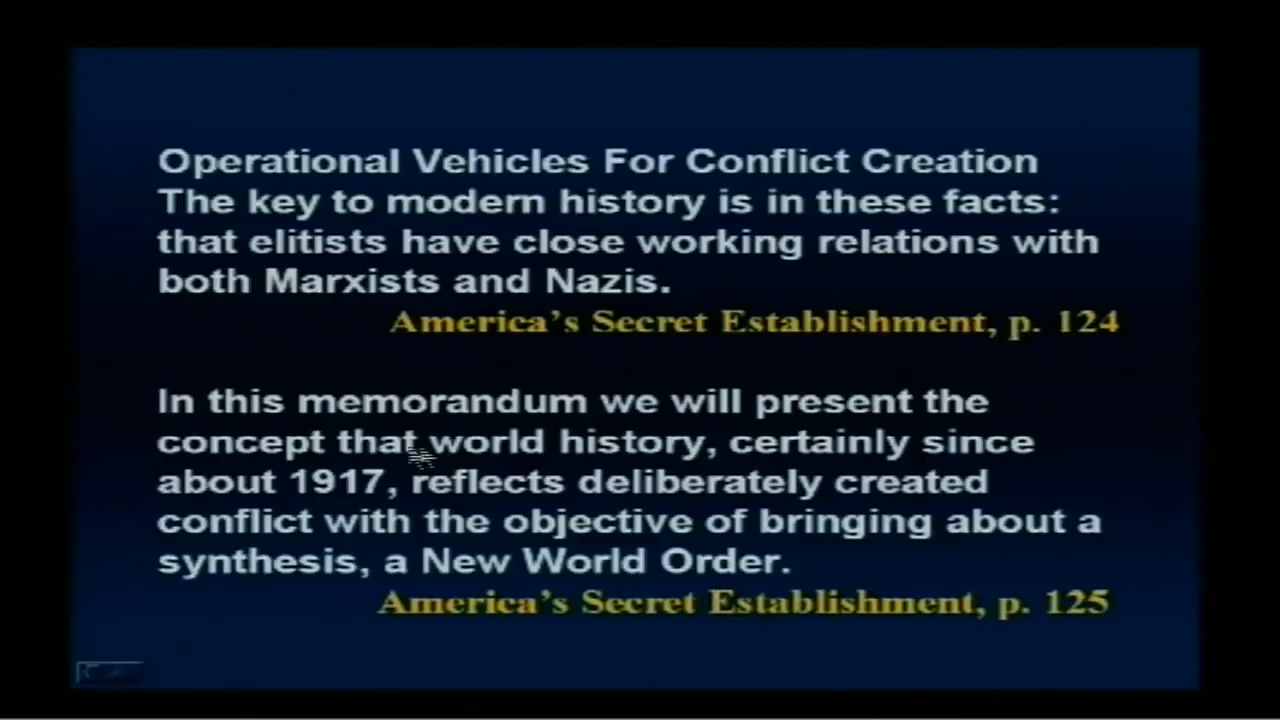 Operational Vehicles For Conflict Creation
The key to modern history is in these facts:
that elitists have close working relations with
both Marxists and Nazis.
America's Secret Establishment, p. 124
In this memorandum we will present the
concept that world history, certainly since
about 1917, reflects deliberately created
conflict with the objective of bringing about a
synthesis, a New World Order.
America's Secret Establishment, p. 125